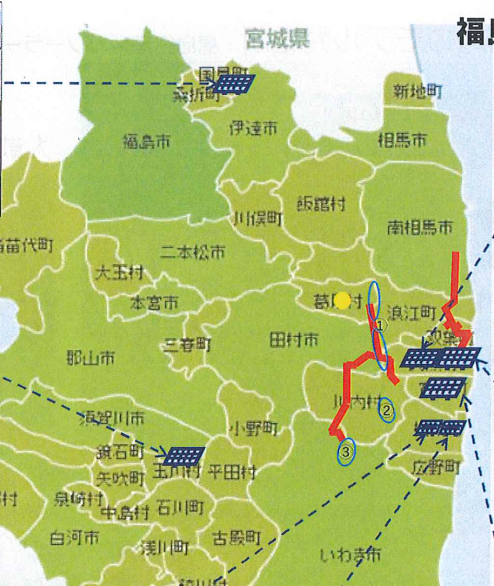 宮城県
福島
国見町
桑折町
新地町
福島市
伊達市
相馬市
飯舘村
川俣町
南相馬市
猪苗代町
二本松市
大玉村
本宮市
浪江町
三春町
田村市
郡山市
①
川内村
②
須賀川市
小野町
③
鏡石町
矢吹町
玉川村
平田村
広野町
泉崎村
中島村
石川町
白河市
古殿町
浅川町
いわき市